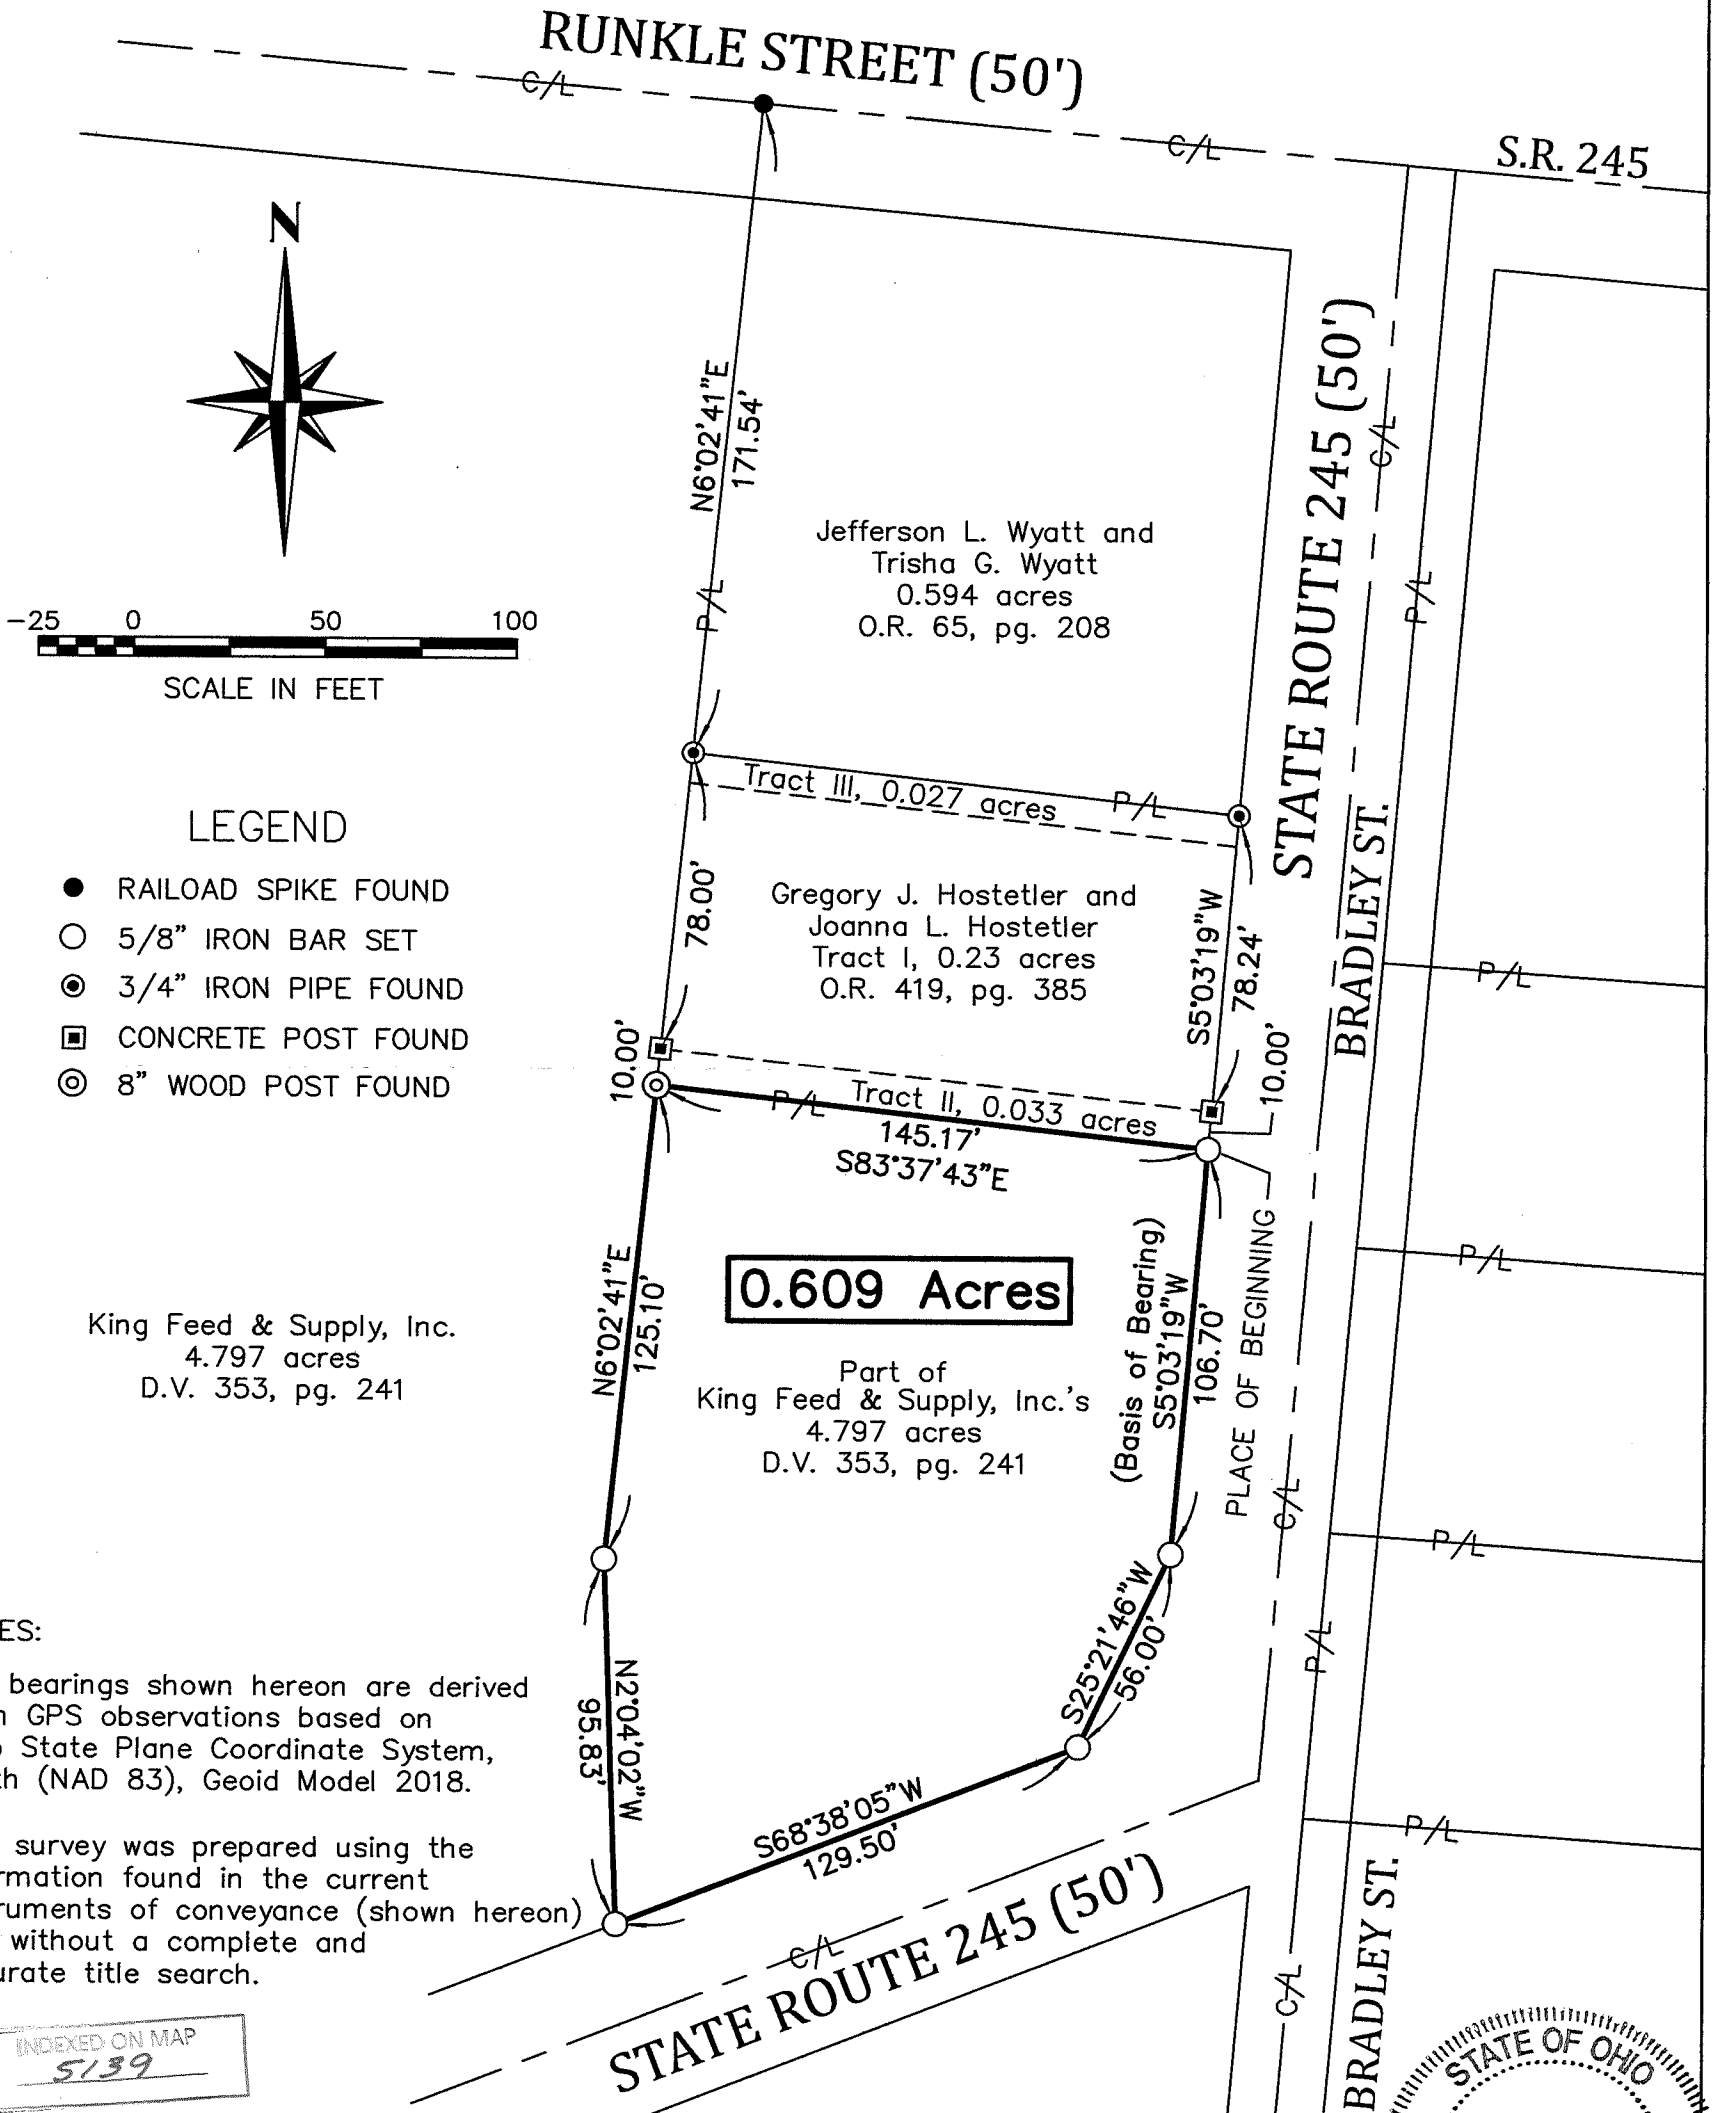 RUNKLE STREET (50')
C/L
C/L
S.R. 245
N
-25 0 50 100
SCALE IN FEET
N6°02'41"E
171.54'
P/L
Jefferson L. Wyatt and
Trisha G. Wyatt
0.594 acres
O.R. 65, pg. 208
STATE ROUTE 245 (50')
C/L
P/L
BRADLEY ST.
LEGEND
RAILOAD SPIKE FOUND
5/8" IRON BAR SET
3/4" IRON PIPE FOUND
CONCRETE POST FOUND
8" WOOD POST FOUND
Tract III, 0.027 acres
P/L
78.00'
Gregory J. Hostetler and
Joanna L. Hostetler
Tract I, 0.23 acres
O.R. 419, pg. 385
S5°03'19"W
78.24'
10.00'
10.00'
P/L
Tract II, 0.033 acres
145.17'
S83°37'43"E
P/L
P/L
P/L
P/L
P/L
N6°02'41"E
125.10'
0.609 Acres
(Basis of Bearing)
S5°03'19"W
106.70'
PLACE OF BEGINNING
C/L
King Feed & Supply, Inc.
4.797 acres
D.V. 353, pg. 241
Part of
King Feed & Supply, Inc.'s
4.797 acres
D.V. 353, pg. 241
S25°21'46"W
56.00'
N2°04'02"W
95.83'
S68°38'05"W
129.50'
C/L
STATE ROUTE 245 (50')
C/L
BRADLEY ST.
ES:
bearings shown hereon are derived
GPS observations based on
State Plane Coordinate System,
(NAD 83), Geoid Model 2018.
survey was prepared using the
rmation found in the current
ruments of conveyance (shown hereon)
without a complete and
urate title search.
INDEXED ON MAP
5139
STATE OF OHIO